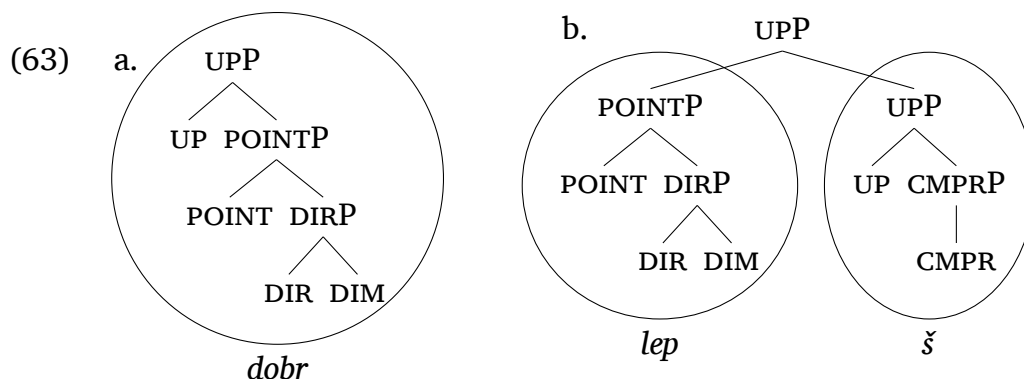 (63) a. UPP b. UPP
POINTP UPP
UP POINTP
POINT DIRP UP CMPRP
POINT DIRP
DIR DIM CMPR
DIR DIM
lep š
dobr